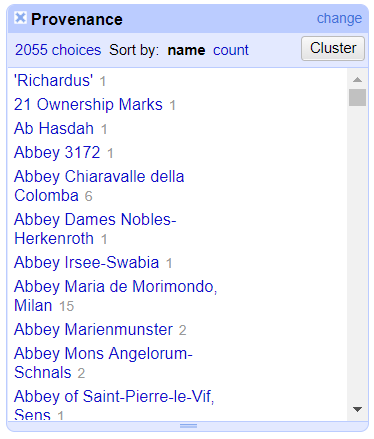 Provenance change
2055 choices Sort by: name count Cluster
'Richardus' 1
21 Ownership Marks 1
Ab Hasdah 1
Abbey 3172 1
Abbey Chiaravalle della
Colomba 6
Abbey Dames Nobles-
Herkenroth 1
Abbey Irsee-Swabia 1
Abbey Maria de Morimondo,
Milan 15
Abbey Marienmunster 2
Abbey Mons Angelorum-
Schnals 2
Abbey of Saint-Pierre-le-Vif,
Sens 1